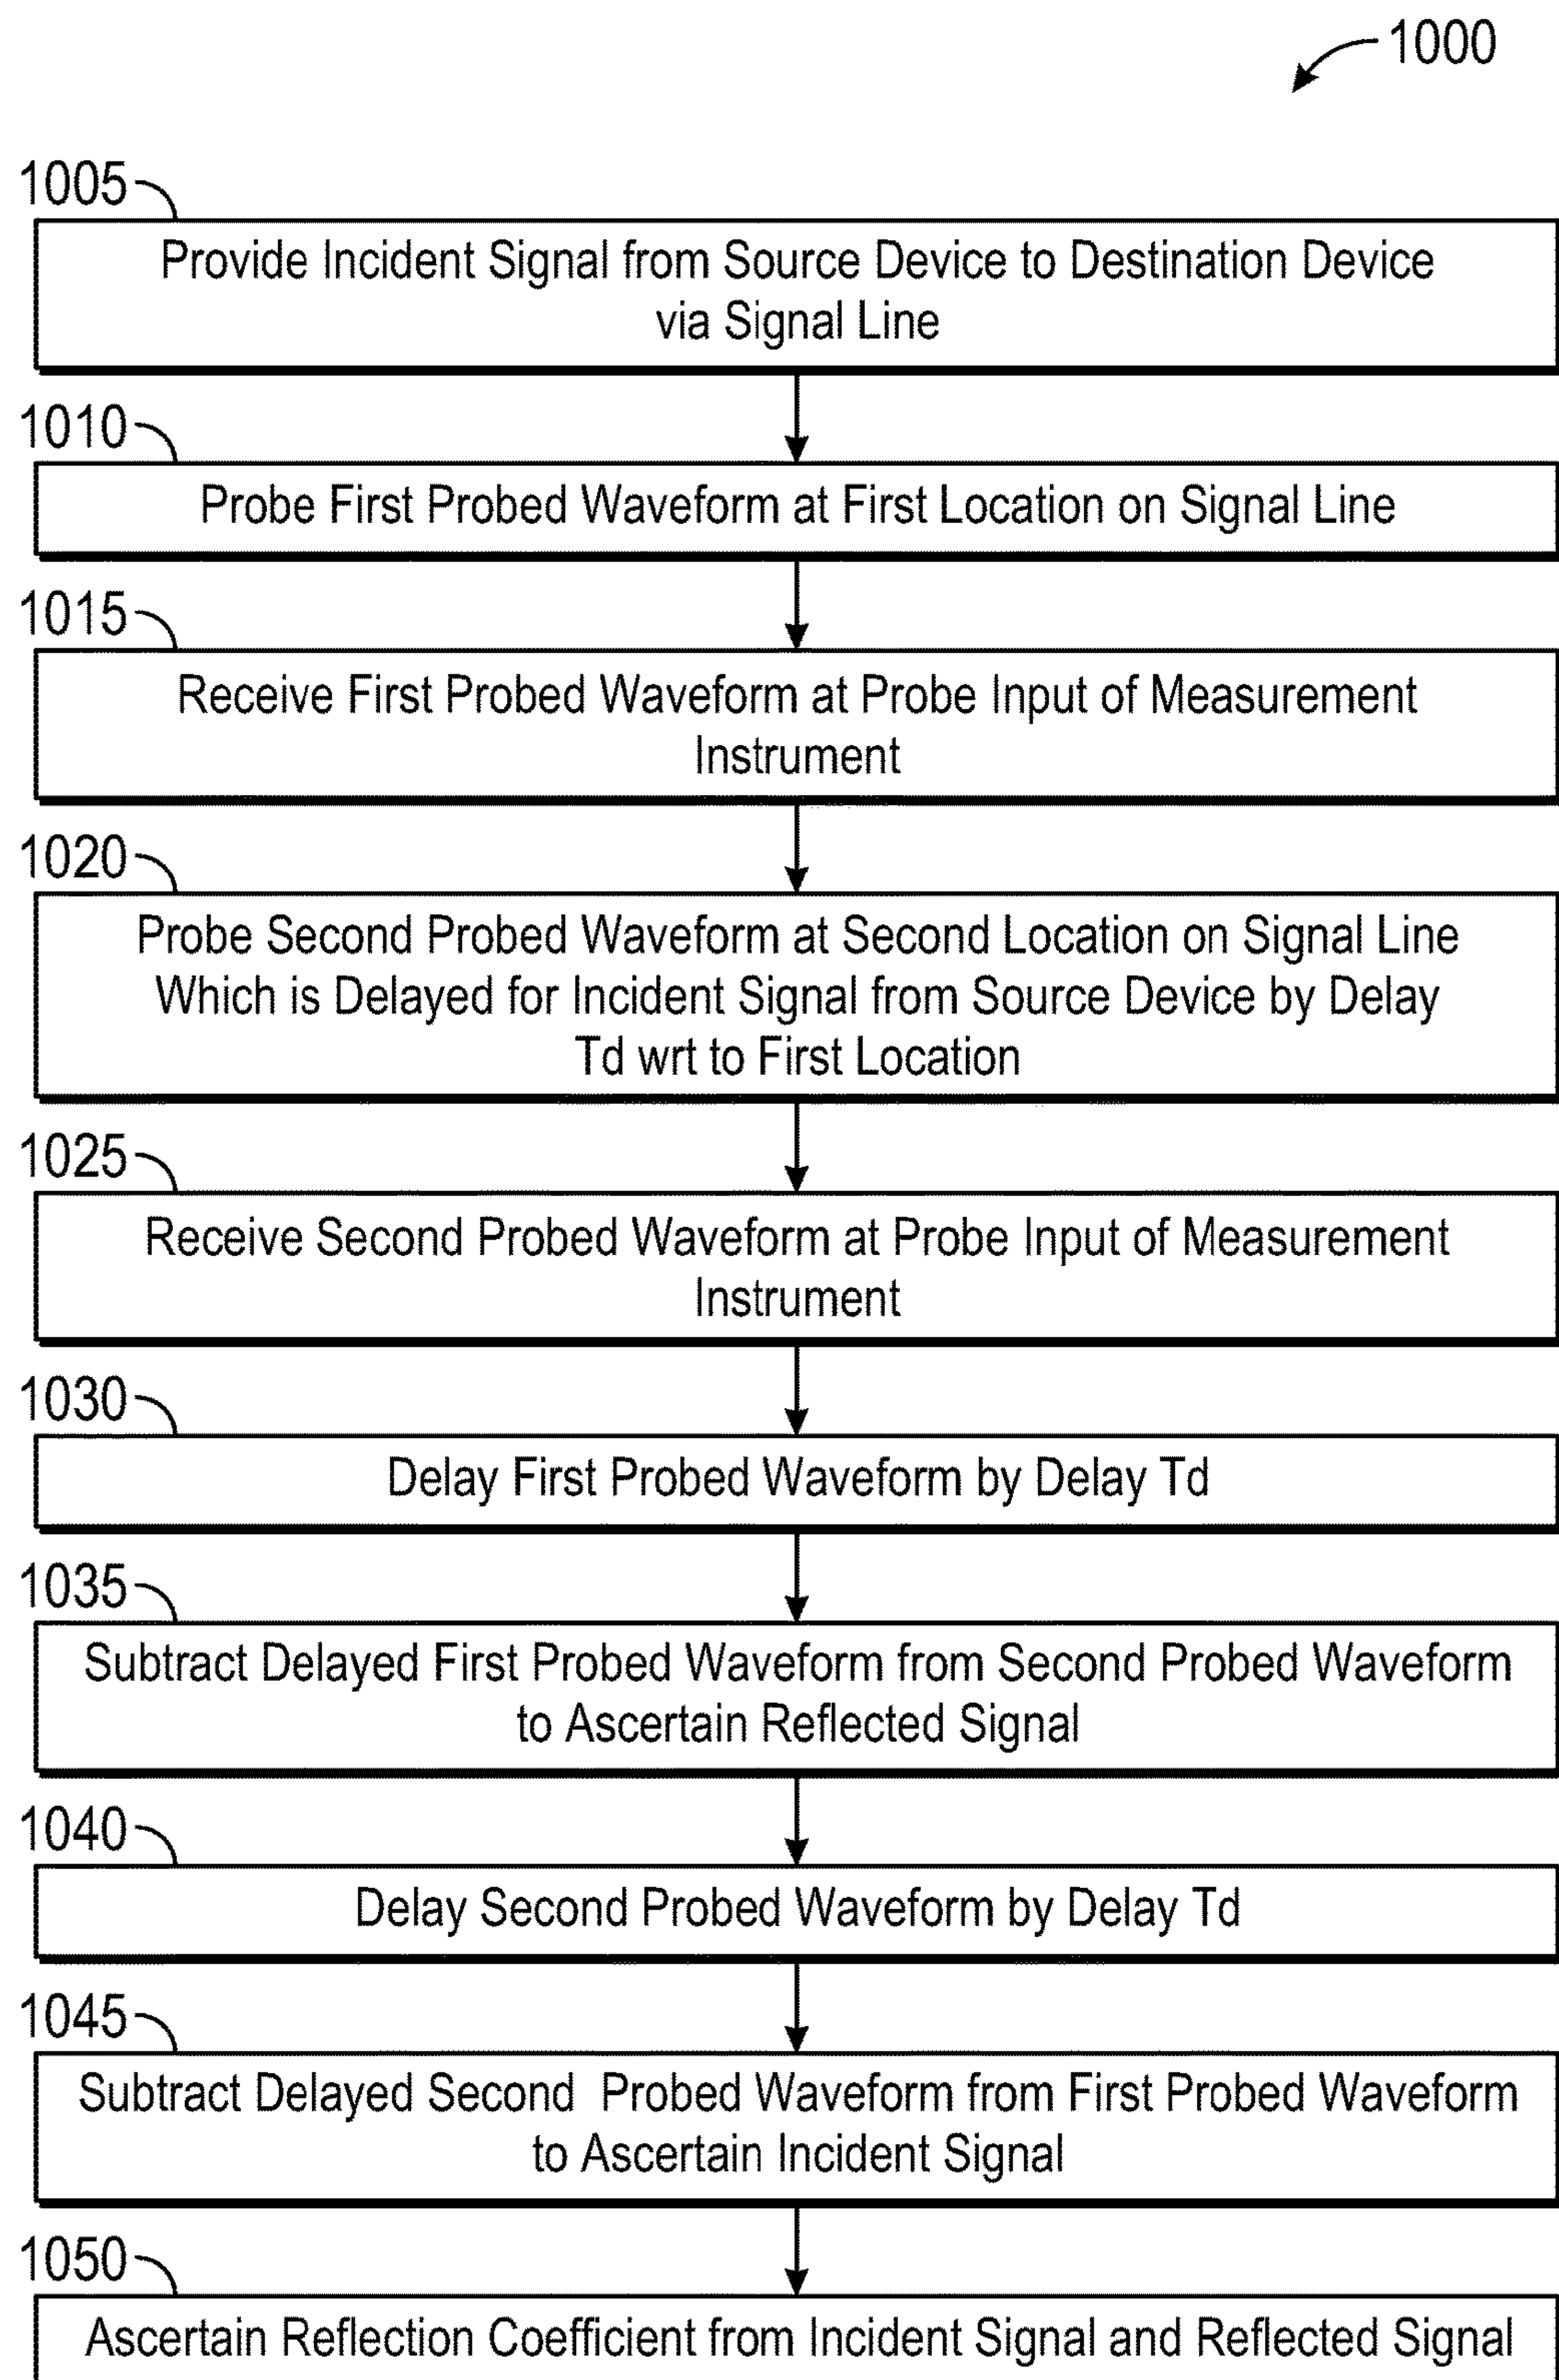 1000
1005
Provide Incident Signal from Source Device to Destination Device
via Signal Line
1010
Probe First Probed Waveform at First Location on Signal Line
1015
Receive First Probed Waveform at Probe Input of Measurement
Instrument
1020
Probe Second Probed Waveform at Second Location on Signal Line
Which is Delayed for Incident Signal from Source Device by Delay
Td wrt to First Location
1025
Receive Second Probed Waveform at Probe Input of Measurement
Instrument
1030
Delay First Probed Waveform by Delay Td
1035
Subtract Delayed First Probed Waveform from Second Probed Waveform
to Ascertain Reflected Signal
1040
Delay Second Probed Waveform by Delay Td
1045
Subtract Delayed Second Probed Waveform from First Probed Waveform
to Ascertain Incident Signal
1050
Ascertain Reflection Coefficient from Incident Signal and Reflected Signal